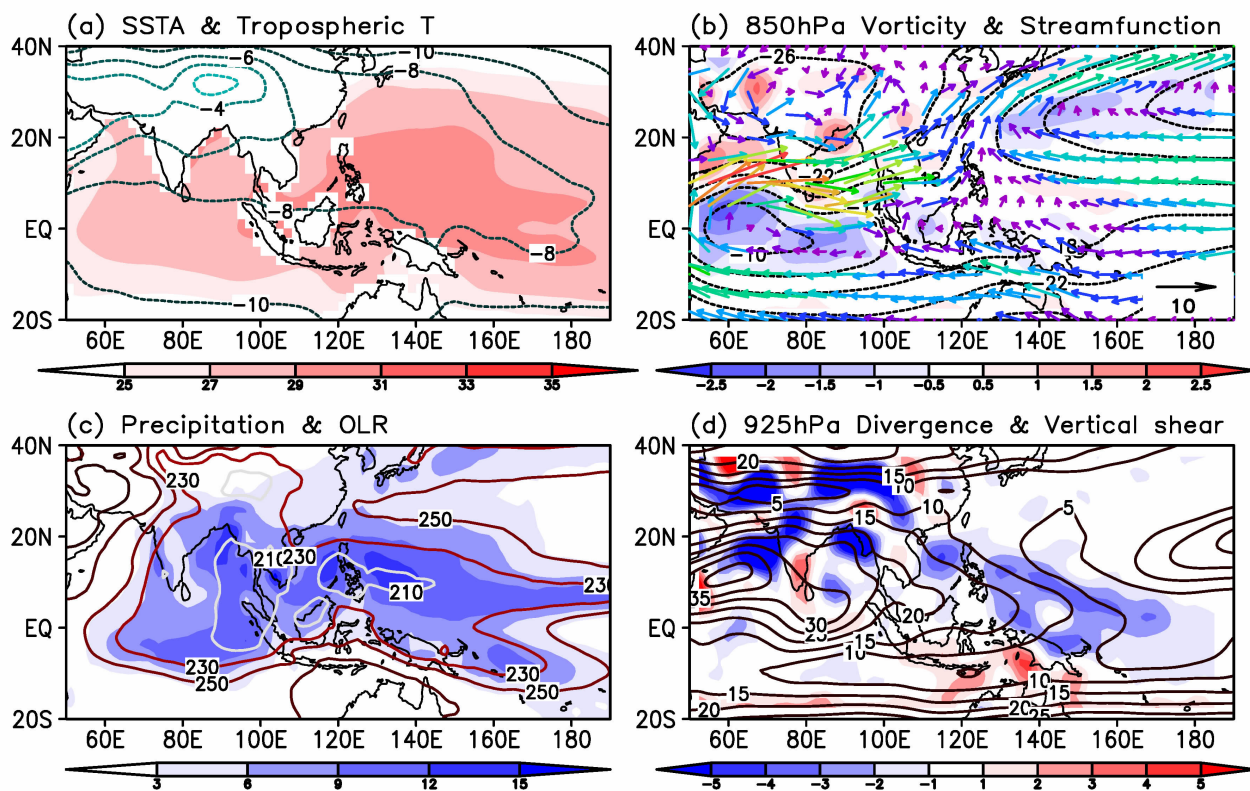 (a) SSTA & Tropospheric T
40N
20N
EQ
20S
-6
-10
-8
-4
-8
-8
-10
60E 80E 100E 120E 140E 160E 180
25 27 29 31 33 35
(b) 850hPa Vorticity & Streamfunction
40N
20N
EQ
20S
-26
-22
-14
-10
10
60E 80E 100E 120E 140E 160E 180
-2.5 -2 -1.5 -1 -0.5 0.5 1 1.5 2 2.5
(c) Precipitation & OLR
40N
20N
EQ
20S
230
250
210
230
210
230
230
250
230
250
60E 80E 100E 120E 140E 160E 180
3 6 9 12 15
(d) 925hPa Divergence & Vertical shear
40N
20N
EQ
20S
20
15
10
5
15
10
5
35
20
30
25
15
10
10
15
15
20
20
25
60E 80E 100E 120E 140E 160E 180
-5 -4 -3 -2 -1 1 2 3 4 5